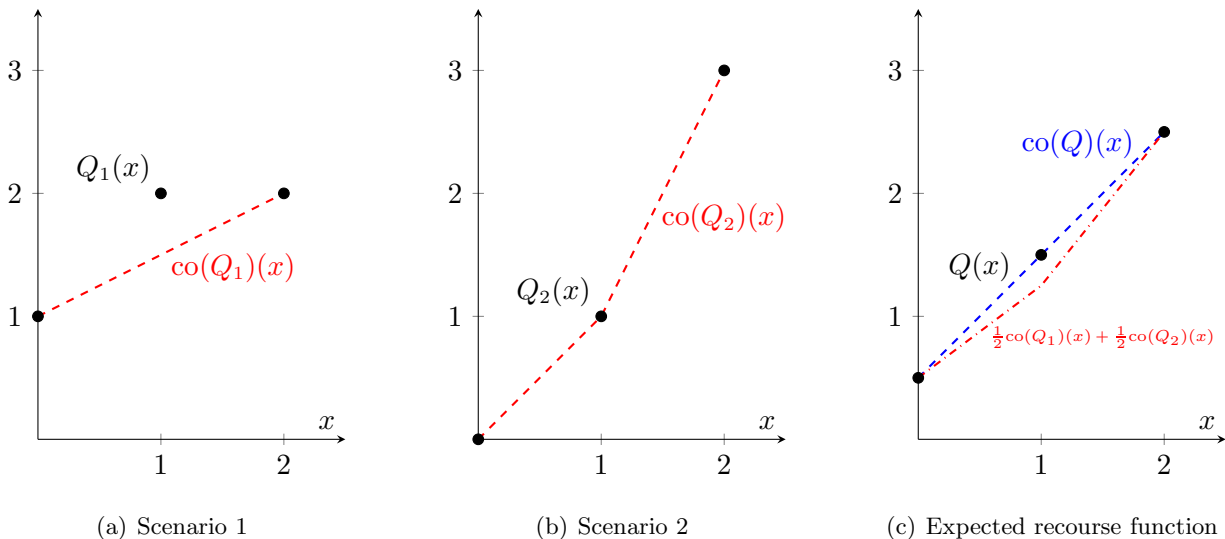 3
2
1
Q₁(x)
co(Q₁)(x)
x
1
2
(a) Scenario 1
3
2
1
Q₂(x)
co(Q₂)(x)
x
1
2
(b) Scenario 2
3
2
1
co(Q)(x)
Q(x)
½co(Q₁)(x) + ½co(Q₂)(x)
x
1
2
(c) Expected recourse function